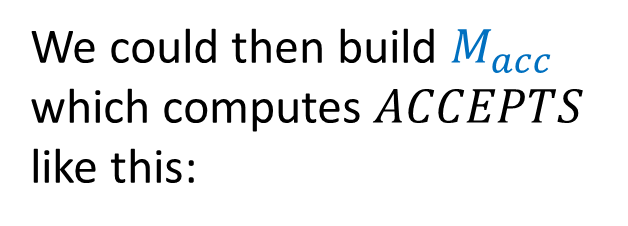 We could then build M_acc
which computes ACCEPTS
like this: